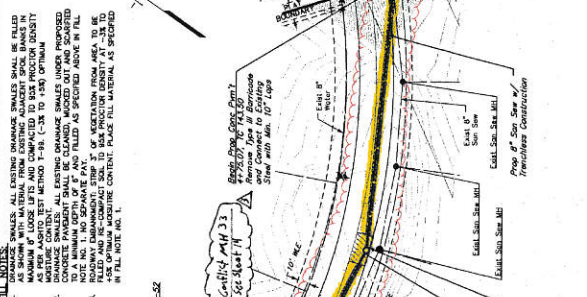 FILL NOTES:
DRAINAGE SWALES: ALL EXISTING DRAINAGE SWALES SHALL BE FILLED
AS SHOWN WITH MATERIAL FROM EXISTING ADJACENT SPOIL BANKS IN
MAXIMUM 8" LOOSE LIFTS AND COMPACTED TO 95% PROCTOR DENSITY
AS PER AASHTO TEST METHOD T-99. (-3% TO +5%) OPTIMUM
MOISTURE CONTENT.
DRAINAGE SWALES: ALL EXISTING DRAINAGE SWALES UNDER PROPOSED
CONCRETE PAVEMENT SHALL BE CLEANED, MUCKED OUT AND SCARIFIED
TO MINIMUM DEPTH OF 6" AND FILLED AS SPECIFIED ABOVE IN FILL
NOTE NO. 1. NO SEPARATE PAY.
ROADWAY EMBANKMENT: STRIP 3" OF VEGETATION FROM AREA TO BE
FILLED AND RE-COMPACT SOIL TO 95% PROCTOR DENSITY AT -3% TO
+5% OPTIMUM MOISTURE CONTENT. PLACE FILL MATERIAL AS SPECIFIED
IN FILL NOTE NO. 1.
-52
BOUNDARY
Begin Prop Conc Pvm't
TC 143.50
Remove Type III Barricade
and Connect to Existing
Steel with Min. 10" Laps
Exist 8"
Water
Conflict MH 33
See sheet 14
Exist 8"
San Sew
Exist San Sew MH
Prop 8" San Sew w/
Trenchless Construction
Exist San Sew MH
Exist San Sew MH